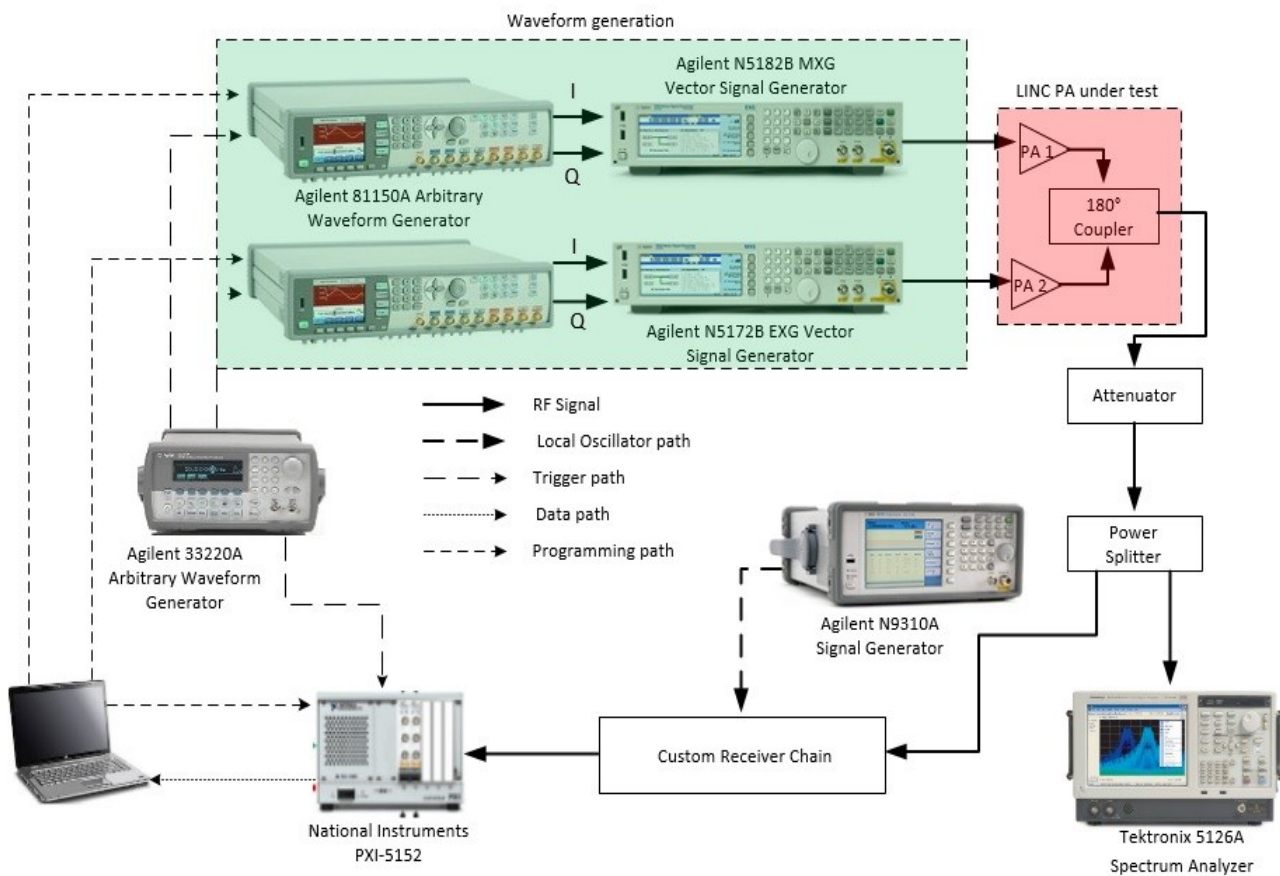 Waveform generation
Agilent N5182B MXG
Vector Signal Generator
LINC PA under test
I
Q
PA 1
Agilent 81150A Arbitrary
Waveform Generator
180°
Coupler
I
Q
PA 2
Agilent N5172B EXG Vector
Signal Generator
RF Signal
Local Oscillator path
Trigger path
Data path
Programming path
Attenuator
Power
Splitter
Agilent 33220A
Arbitrary Waveform
Generator
Agilent N9310A
Signal Generator
Custom Receiver Chain
National Instruments
PXI-5152
Tektronix 5126A
Spectrum Analyzer